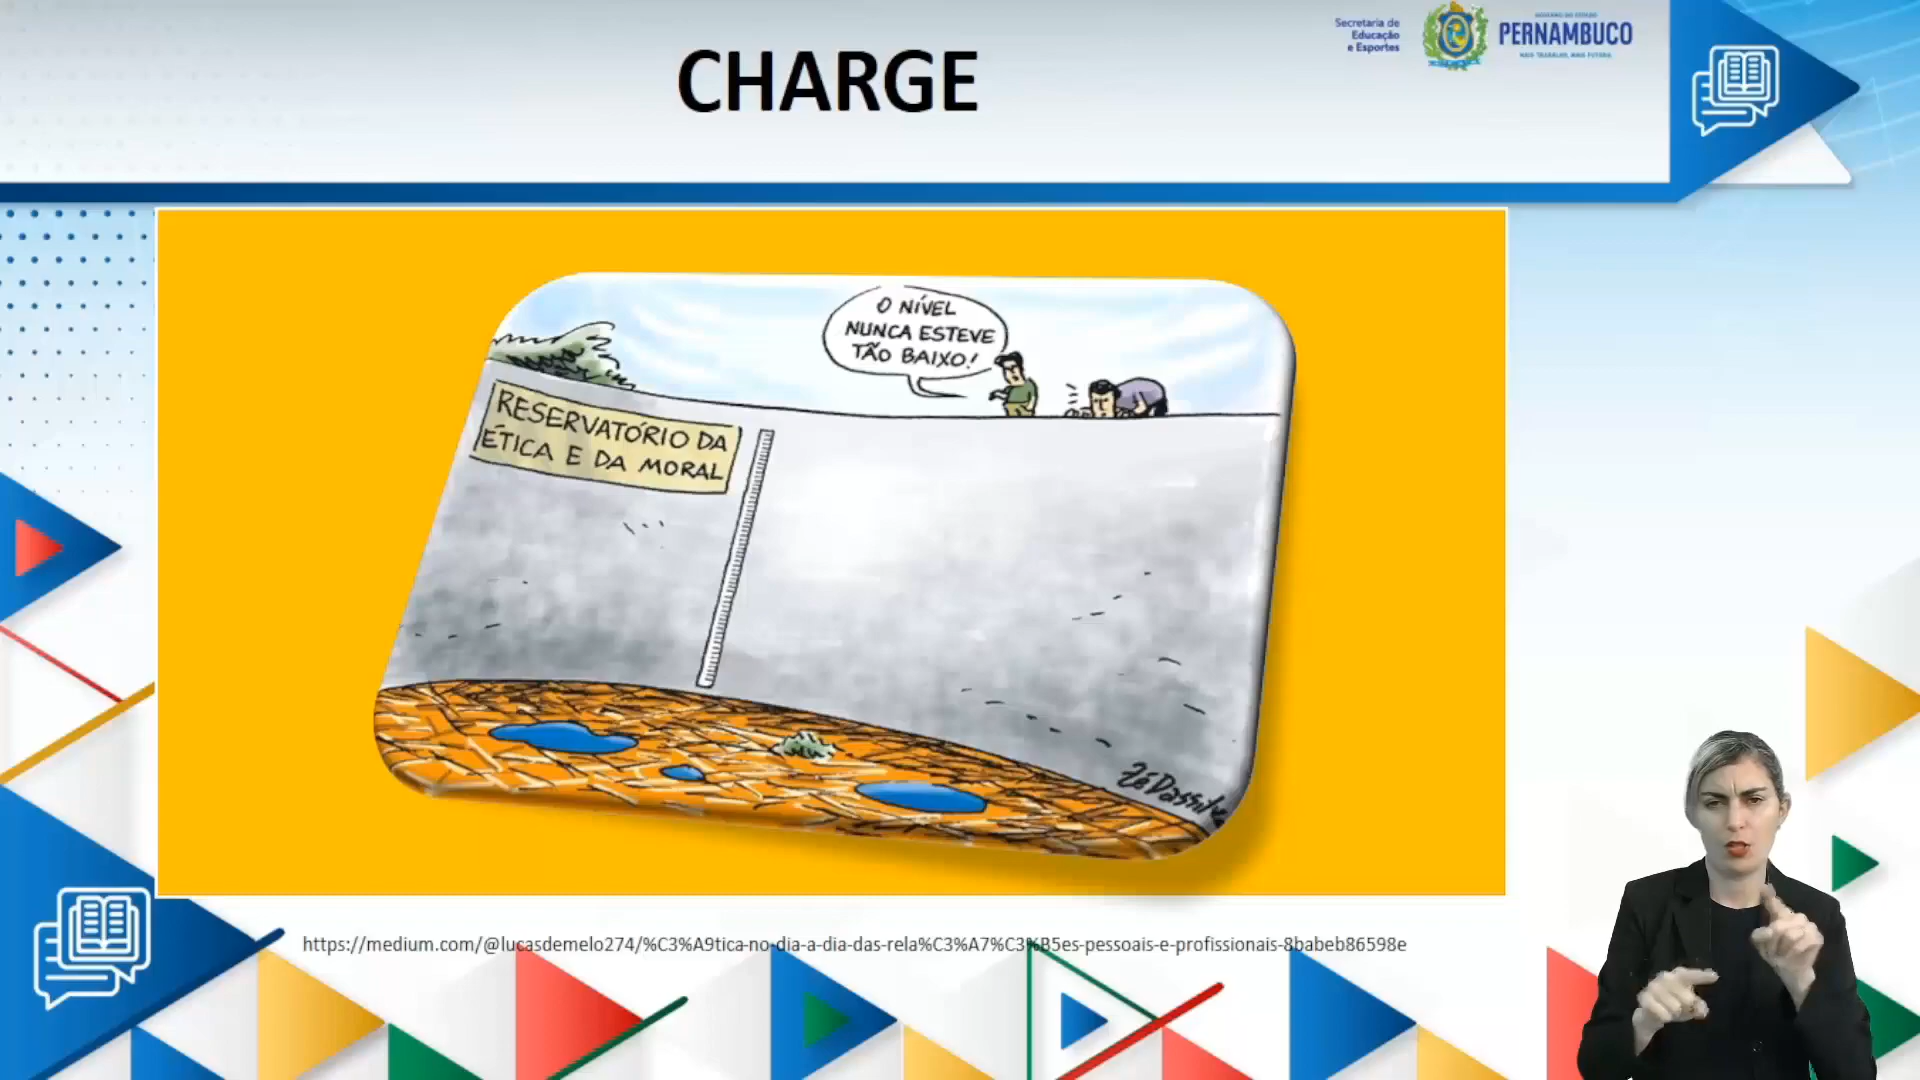 CHARGE
Secretaria de
Educação
e Esportes
GOVERNO DO ESTADO
PERNAMBUCO
MAIS TRABALHO, MAIS FUTURO.
O NÍVEL
NUNCA ESTEVE
TÃO BAIXO!
RESERVATÓRIO DA
ÉTICA E DA MORAL
ZéDassilva
https://medium.com/@lucasdemelo274/%C3%A9tica-no-dia-a-dia-das-rela%C3%A7%C3%B5es-pessoais-e-profissionais-8babeb86598e